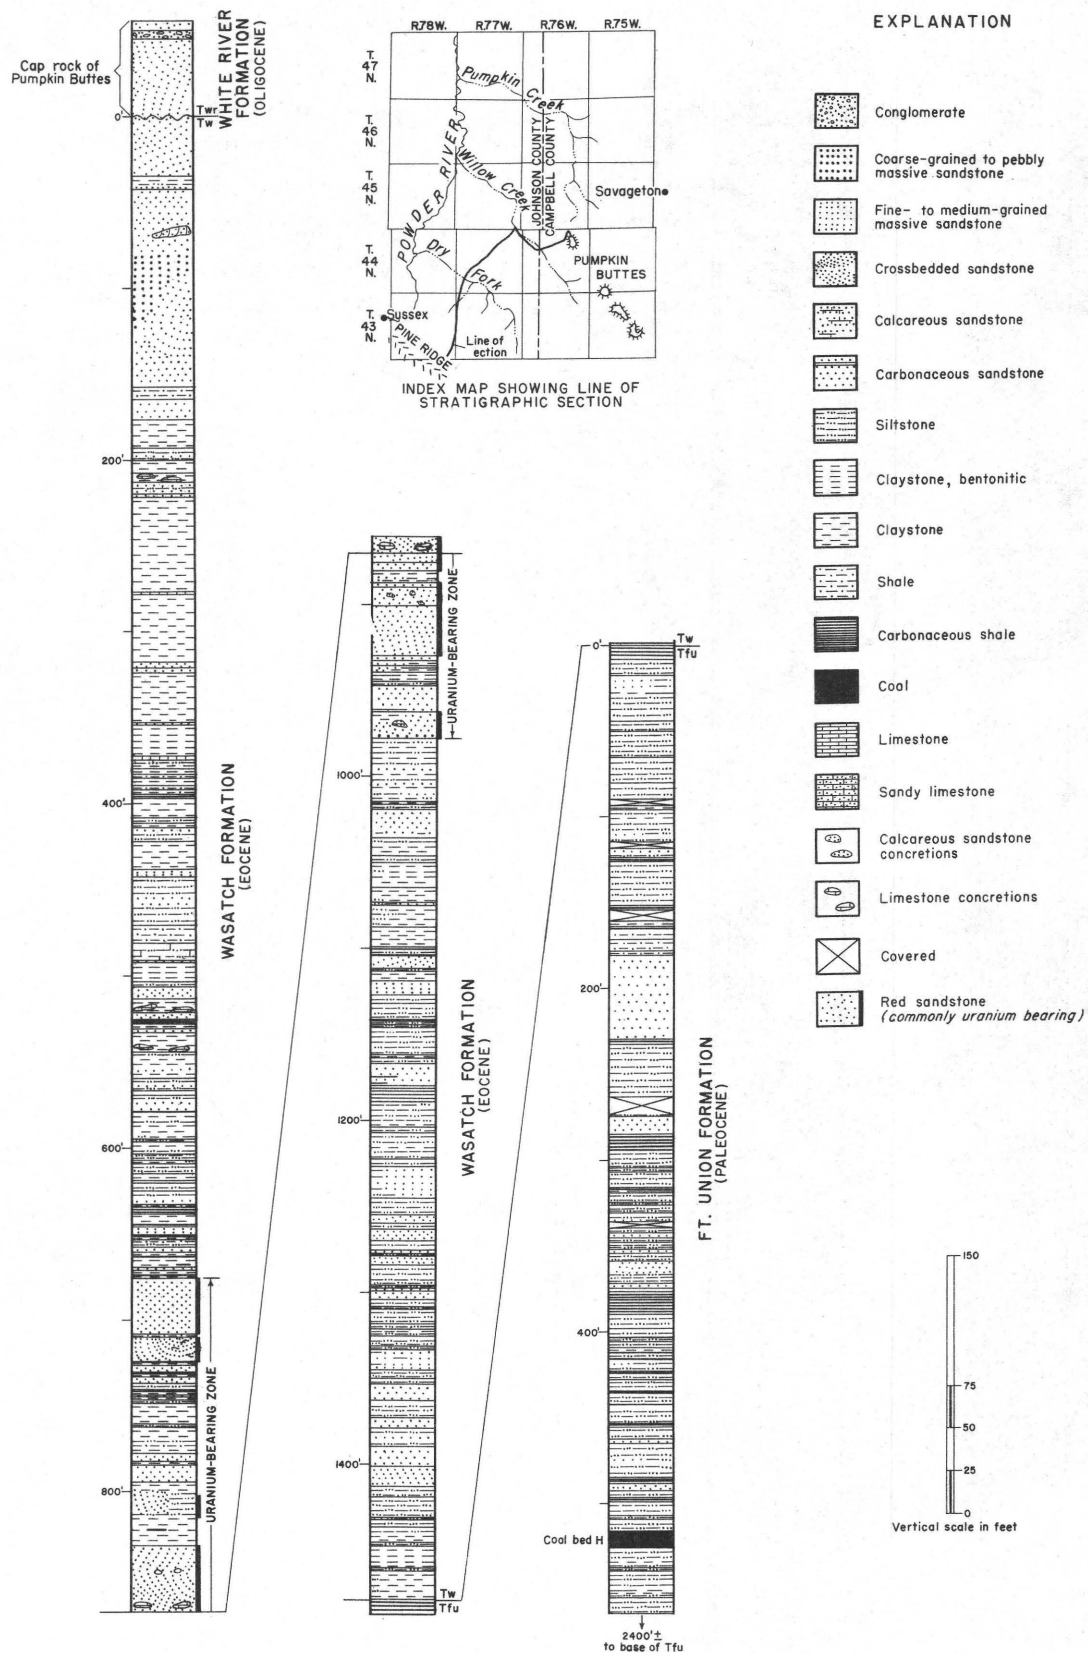 Cap rock of
Pumpkin Buttes
WHITE RIVER
FORMATION
(OLIGOCENE)
Twr
Tw
0'
200'
400'
600'
800'
WASATCH FORMATION
(EOCENE)
URANIUM-BEARING ZONE
R.78W. R.77W. R.76W. R.75W.
T.
47
N.
T.
46
N.
T.
45
N.
T.
44
N.
T.
43
N.
Pumpkin Creek
POWDER RIVER
Willow Creek
JOHNSON COUNTY
CAMPBELL COUNTY
Savageton
Dry Fork
PUMPKIN
BUTTES
Sussex
PINE RIDGE
Line of
ection
INDEX MAP SHOWING LINE OF
STRATIGRAPHIC SECTION
URANIUM-BEARING ZONE
1000'
1200'
1400'
WASATCH FORMATION
(EOCENE)
Tw
Tfu
0'
Tw
Tfu
200'
400'
FT. UNION FORMATION
(PALEOCENE)
Coal bed H
2400'±
to base of Tfu
EXPLANATION
Conglomerate
Coarse-grained to pebbly
massive sandstone
Fine- to medium-grained
massive sandstone
Crossbedded sandstone
Calcareous sandstone
Carbonaceous sandstone
Siltstone
Claystone, bentonitic
Claystone
Shale
Carbonaceous shale
Coal
Limestone
Sandy limestone
Calcareous sandstone
concretions
Limestone concretions
Covered
Red sandstone
(commonly uranium bearing)
150
75
50
25
0
Vertical scale in feet